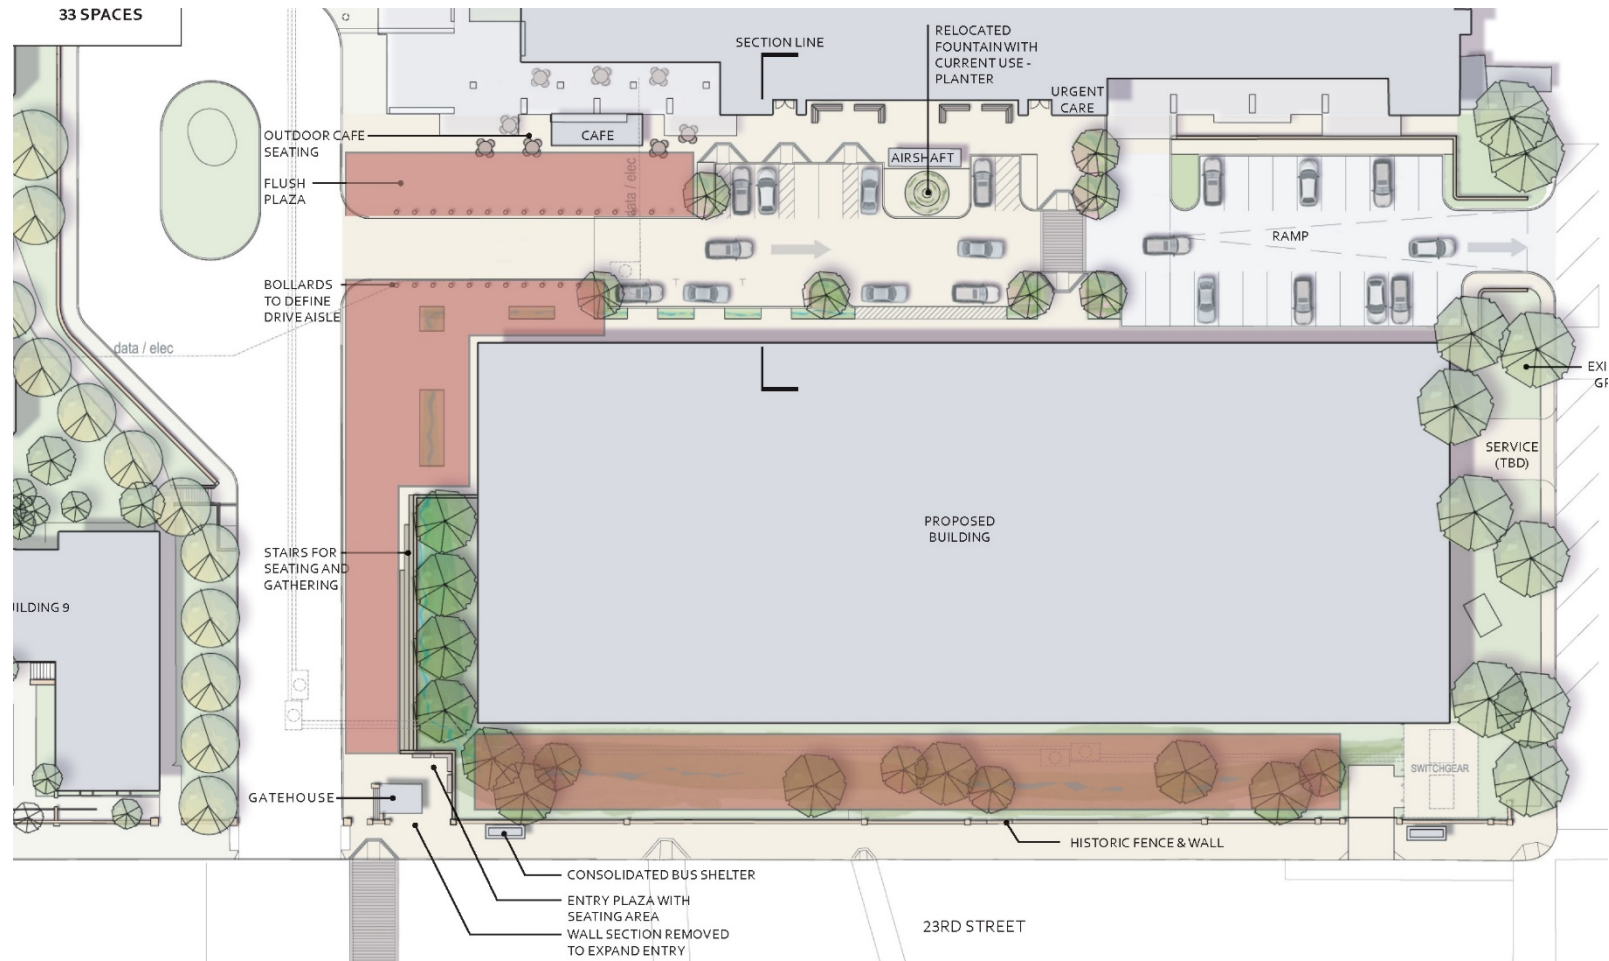 33 SPACES
SECTION LINE
RELOCATED
FOUNTAIN WITH
CURRENT USE -
PLANTER
URGENT
CARE
OUTDOOR CAFE
SEATING
CAFE
AIRSHAFT
FLUSH
PLAZA
data / elec
RAMP
BOLLARDS
TO DEFINE
DRIVE AISLE
data / elec
SERVICE
(TBD)
PROPOSED
BUILDING
STAIRS FOR
SEATING AND
GATHERING
UILDING 9
SWITCHGEAR
GATEHOUSE
HISTORIC FENCE & WALL
CONSOLIDATED BUS SHELTER
ENTRY PLAZA WITH
SEATING AREA
WALL SECTION REMOVED
TO EXPAND ENTRY
23RD STREET